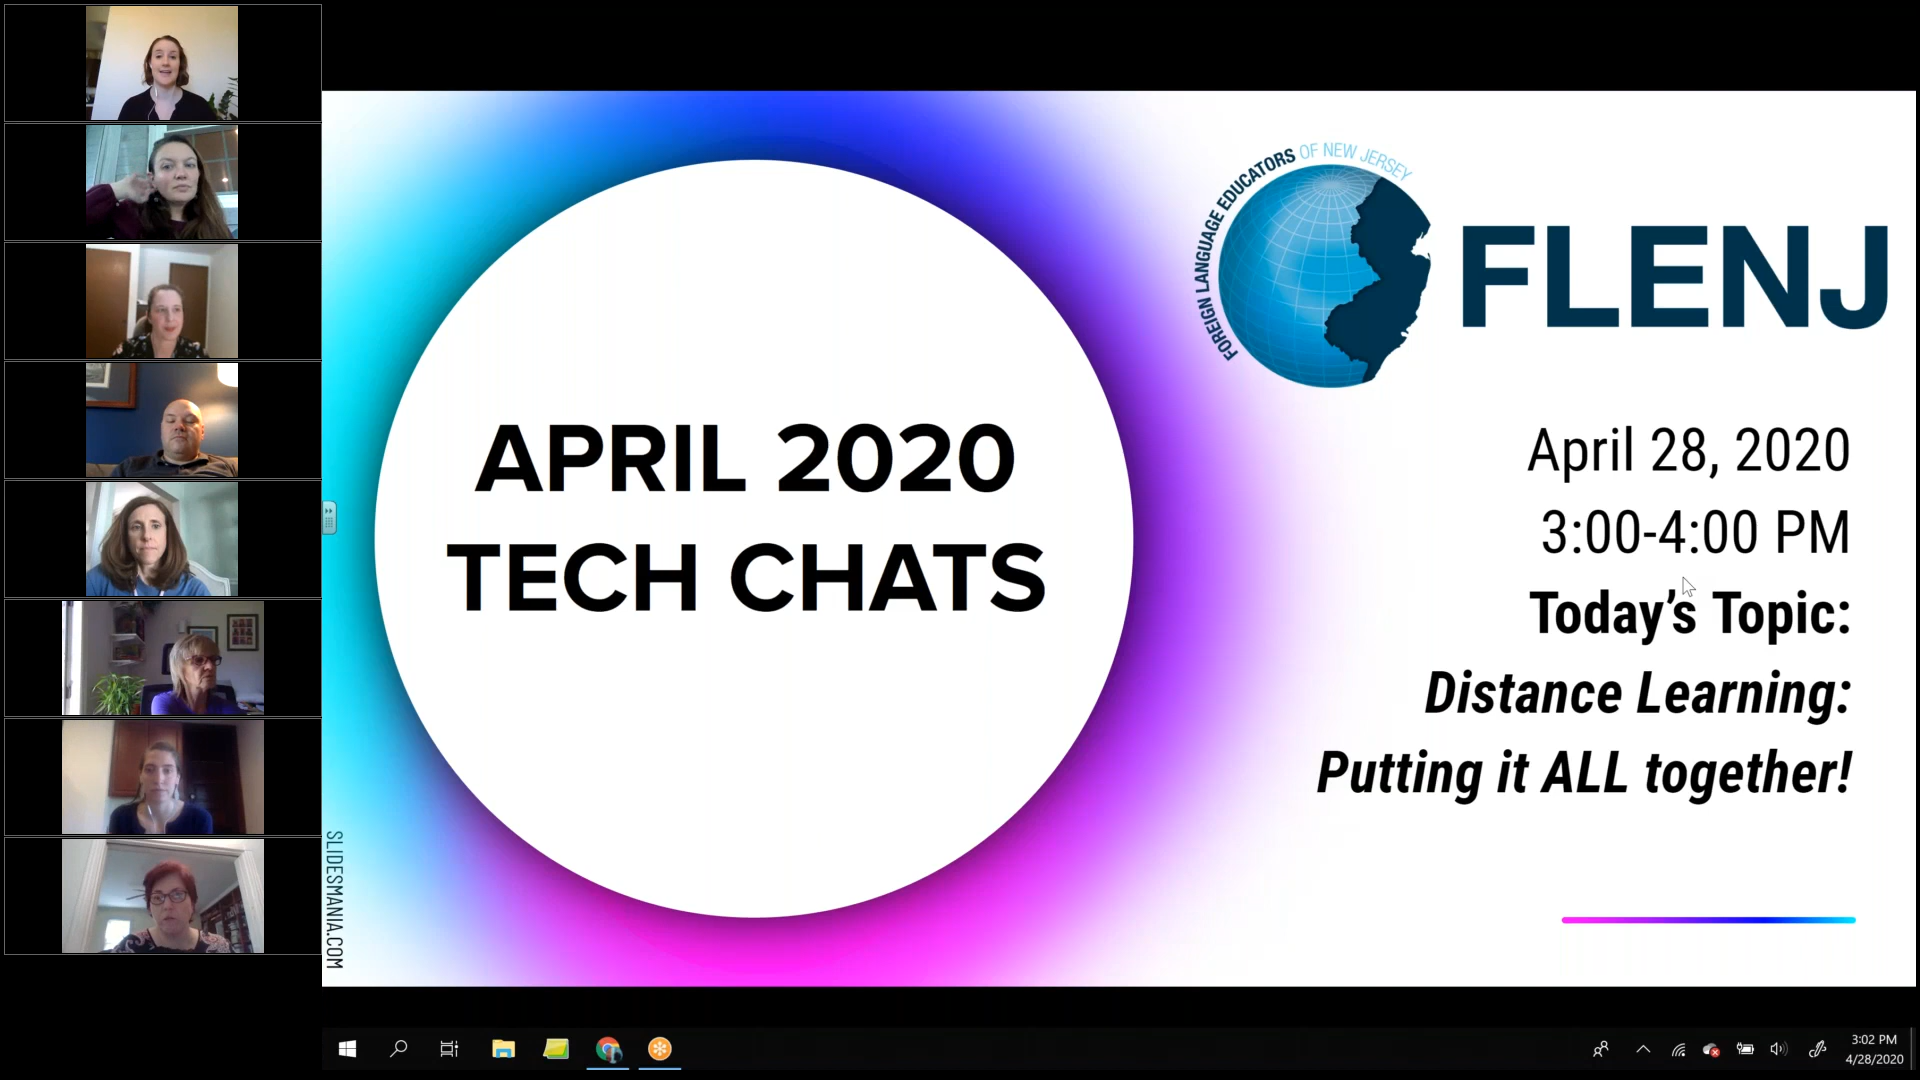 APRIL 2020
TECH CHATS
FOREIGN LANGUAGE EDUCATORS OF NEW JERSEY
FLENJ
April 28, 2020
3:00-4:00 PM
Today’s Topic:
Distance Learning:
Putting it ALL together!
SLIDESMANIA.COM
3:02 PM
4/28/2020